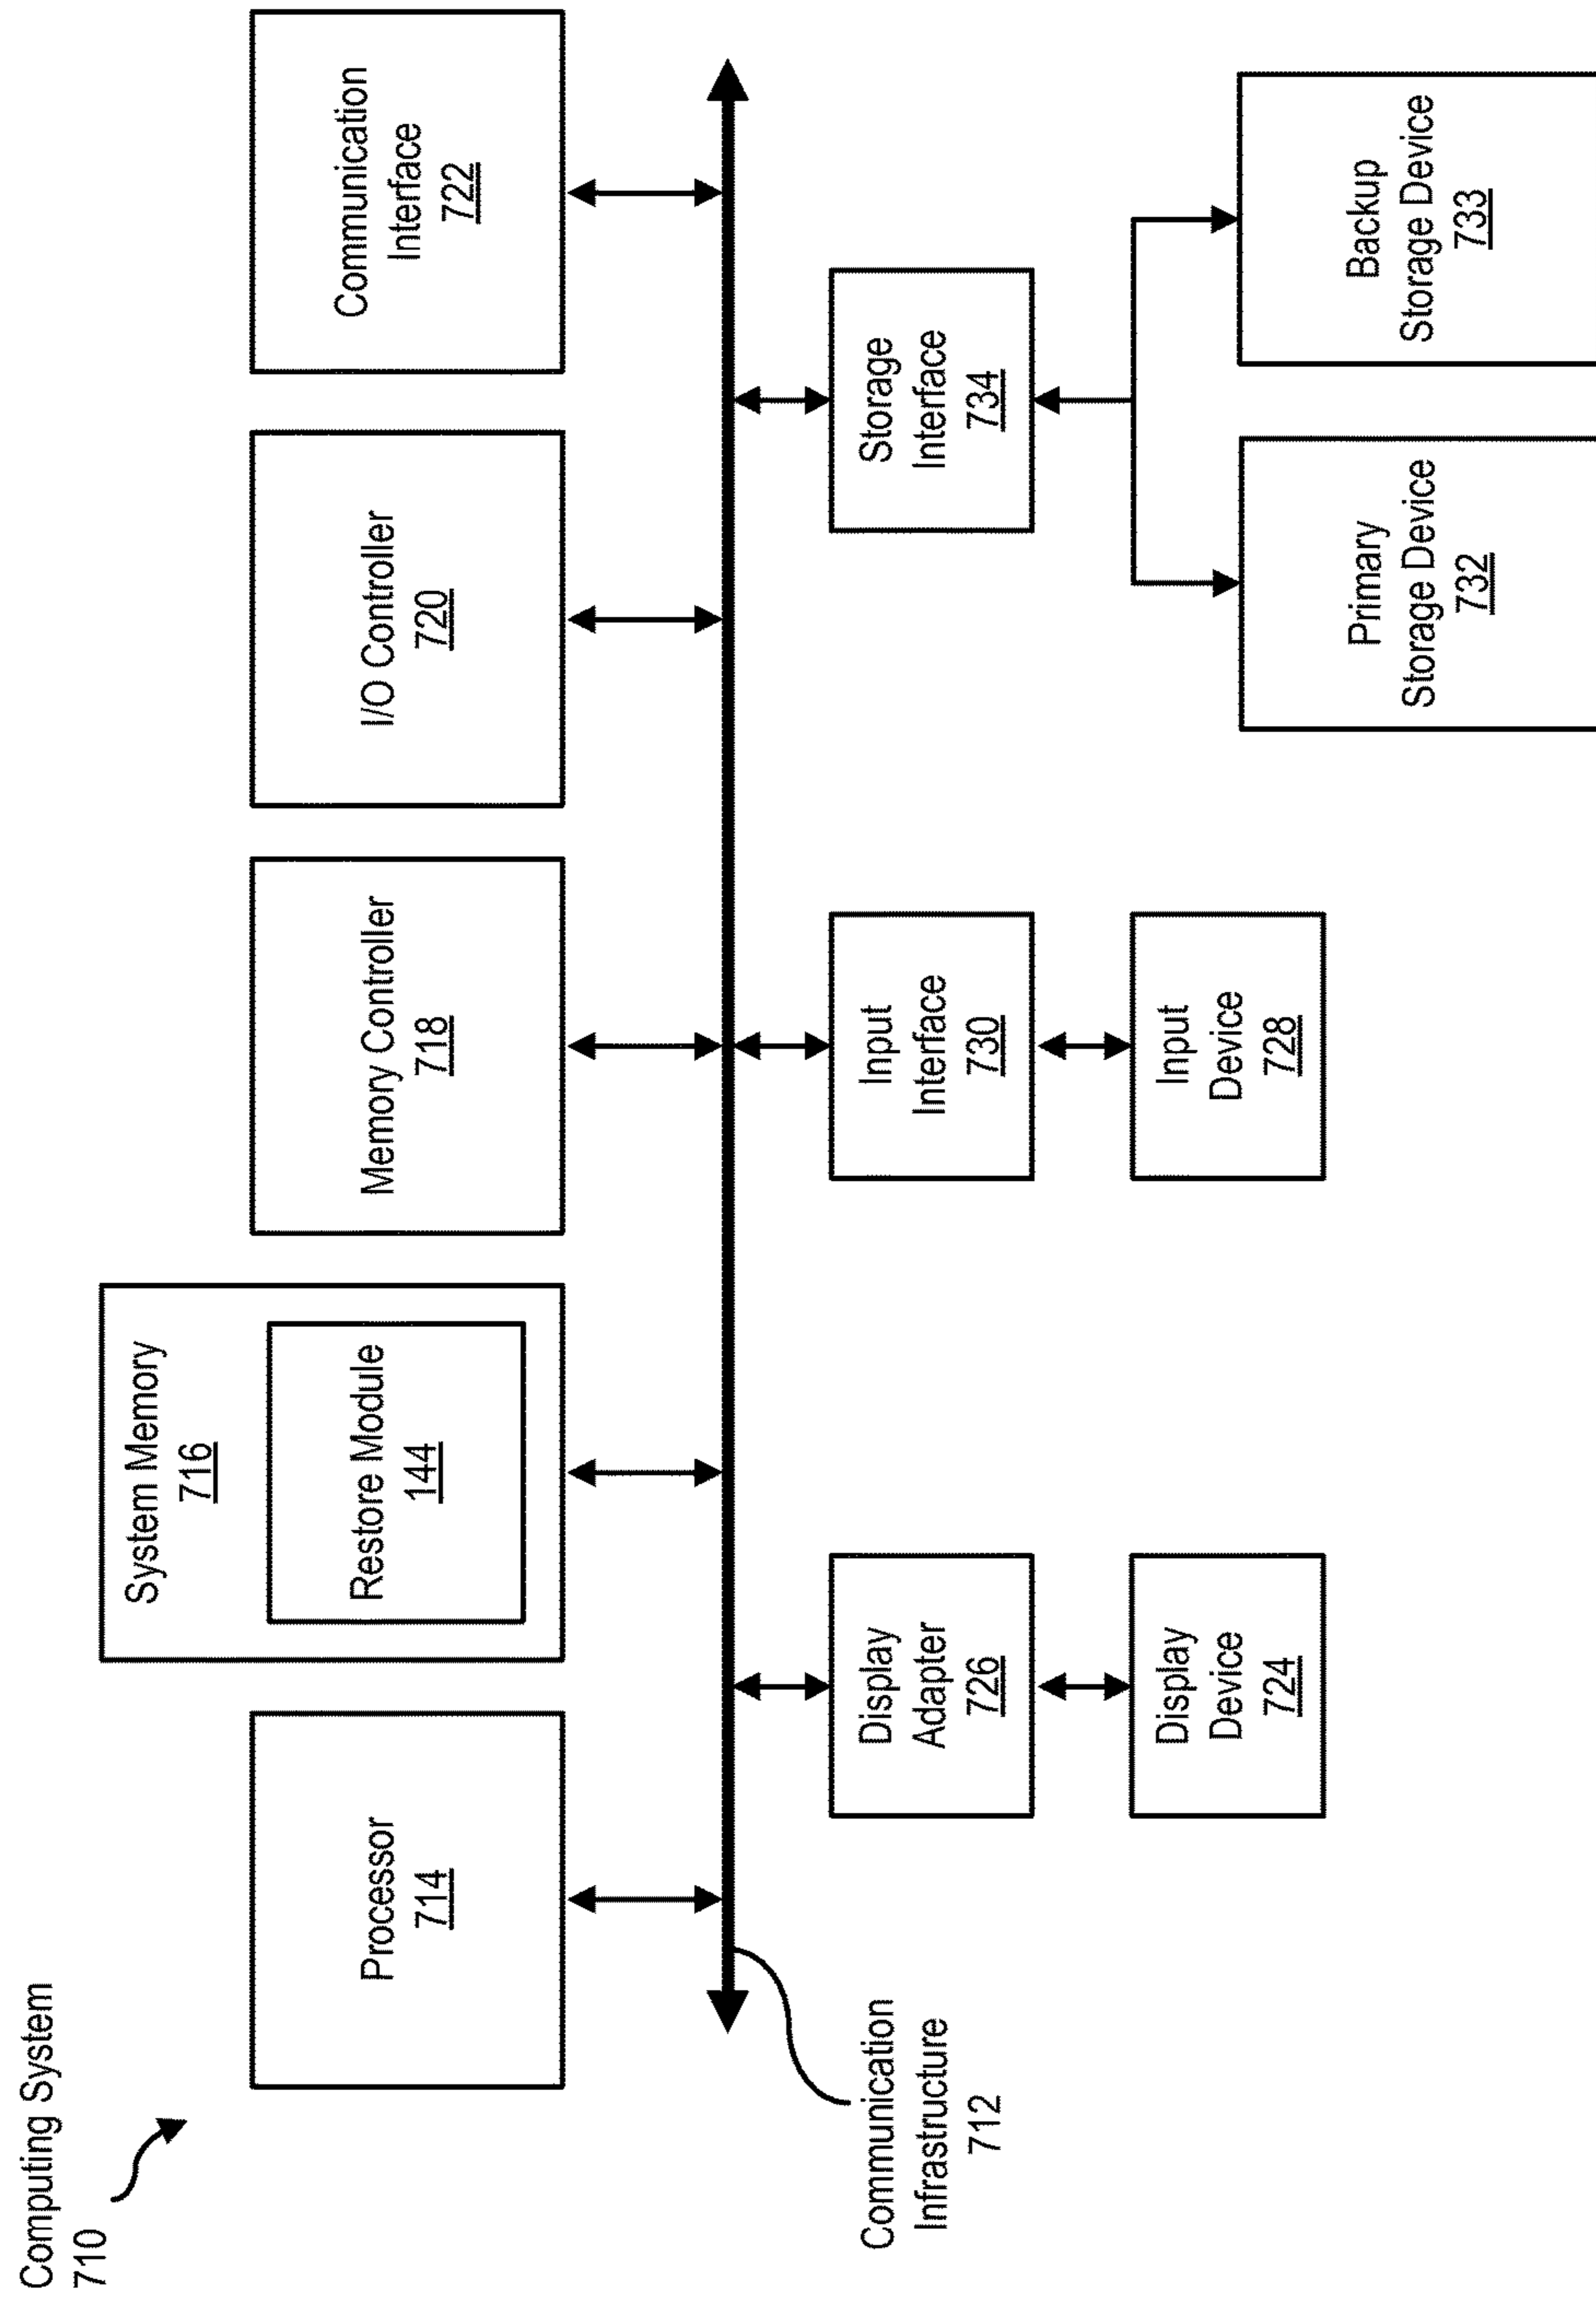 Computing System
710
Processor
714
System Memory
716
Restore Module
144
Memory Controller
718
I/O Controller
720
Communication
Interface
722
Communication
Infrastructure
712
Display
Adapter
726
Input
Interface
730
Storage
Interface
734
Display
Device
724
Input
Device
728
Primary
Storage Device
732
Backup
Storage Device
733